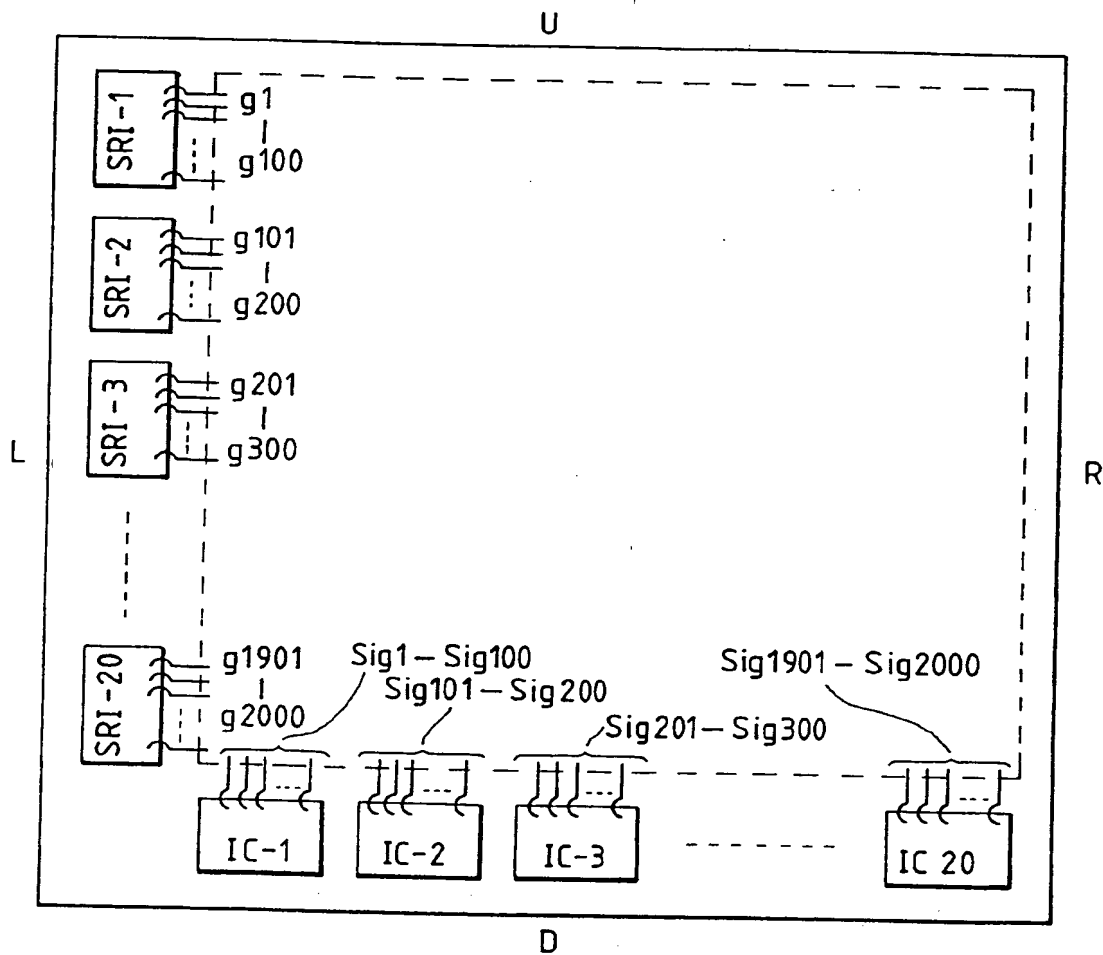 U
SRI-1
g1
g100
SRI-2
g101
g200
SRI-3
g201
g300
L
R
SRI-20
g1901
g2000
Sig1-Sig100
Sig101-Sig200
Sig201-Sig300
Sig1901-Sig2000
IC-1
IC-2
IC-3
IC 20
D